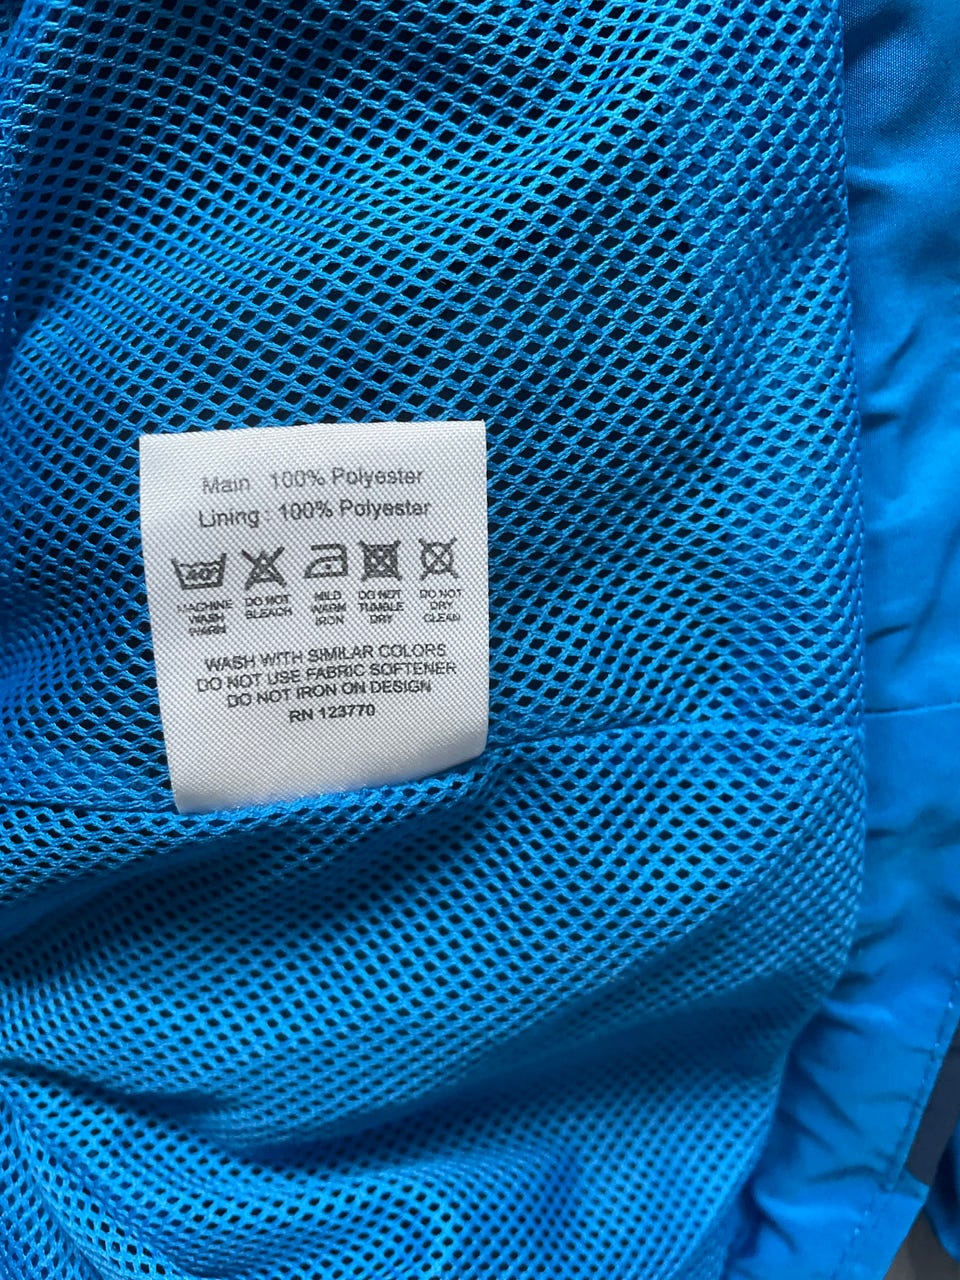 Main 100% Polyester
Lining : 100% Polyester
40°
MACHINE WASH WARM
DO NOT BLEACH
MILD WARM IRON
DO NOT TUMBLE DRY
DO NOT DRY CLEAN
WASH WITH SIMILAR COLORS
DO NOT USE FABRIC SOFTENER
DO NOT IRON ON DESIGN
RN 123770